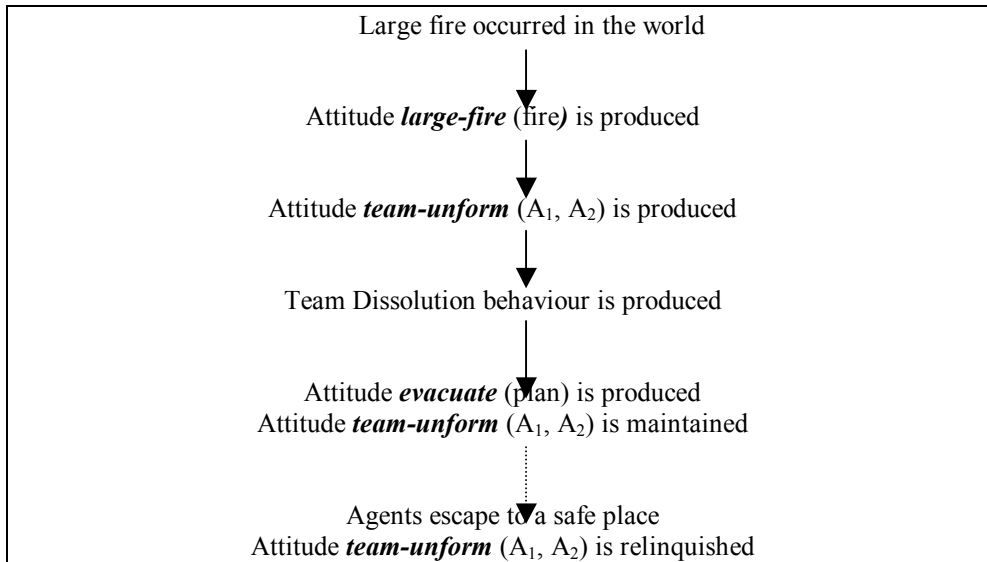 Large fire occurred in the world
Attitude large-fire (fire) is produced
Attitude team-unform (A₁, A₂) is produced
Team Dissolution behaviour is produced
Attitude evacuate (plan) is produced
Attitude team-unform (A₁, A₂) is maintained
Agents escape to a safe place
Attitude team-unform (A₁, A₂) is relinquished